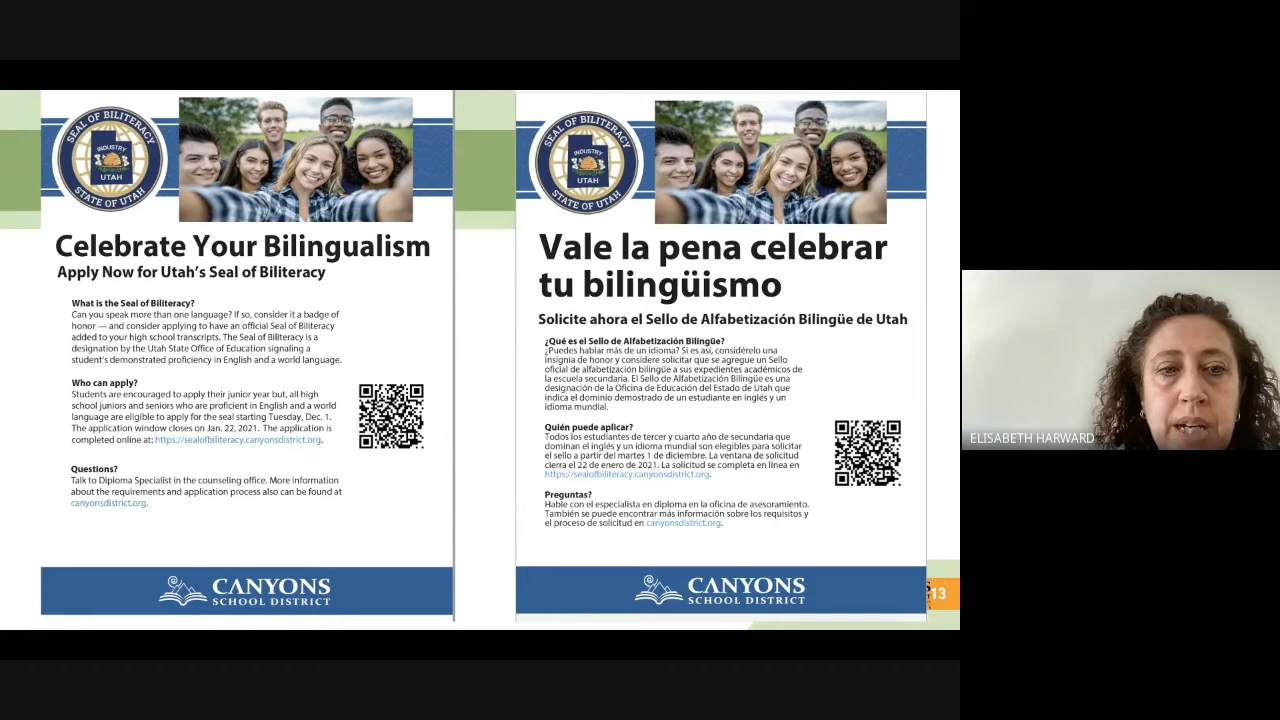 SEAL OF BILITERACY
INDUSTRY
UTAH
STATE OF UTAH
Celebrate Your Bilingualism
Apply Now for Utah's Seal of Biliteracy
What is the Seal of Biliteracy?
Can you speak more than one language? If so, consider it a badge of
honor — and consider applying to have an official Seal of Biliteracy
added to your high school transcripts. The Seal of Biliteracy is a
designation by the Utah State Office of Education signaling a
student's demonstrated proficiency in English and a world language.
Who can apply?
Students are encouraged to apply their junior year but, all high
school juniors and seniors who are proficient in English and a world
language are eligible to apply for the seal starting Tuesday, Dec. 1.
The application window closes on Jan. 22, 2021. The application is
completed online at: https://sealofbiliteracy.canyonsdistrict.org.
Questions?
Talk to Diploma Specialist in the counseling office. More information
about the requirements and application process also can be found at
canyonsdistrict.org.
CANYONS
SCHOOL DISTRICT
SEAL OF BILITERACY
INDUSTRY
UTAH
STATE OF UTAH
Vale la pena celebrar
tu bilingüismo
Solicite ahora el Sello de Alfabetización Bilingüe de Utah
¿Qué es el Sello de Alfabetización Bilingüe?
¿Puedes hablar más de un idioma? Si es así, considérelo una
insignia de honor y considere solicitar que se agregue un Sello
oficial de alfabetización bilingüe a sus expedientes académicos de
la escuela secundaria. El Sello de Alfabetización Bilingüe es una
designación de la Oficina de Educación del Estado de Utah que
indica el dominio demostrado de un estudiante en inglés y un
idioma mundial.
Quién puede aplicar?
Todos los estudiantes de tercer y cuarto año de secundaria que
dominan el inglés y un idioma mundial son elegibles para solicitar
el sello a partir del martes 1 de diciembre. La ventana de solicitud
cierra el 22 de enero de 2021. La solicitud se completa en línea en
https://sealofbiliteracy.canyonsdistrict.org.
Preguntas?
Hable con el especialista en diploma en la oficina de asesoramiento.
También se puede encontrar más información sobre los requisitos y
el proceso de solicitud en canyonsdistrict.org.
CANYONS
SCHOOL DISTRICT
13
ELISABETH HARWARD